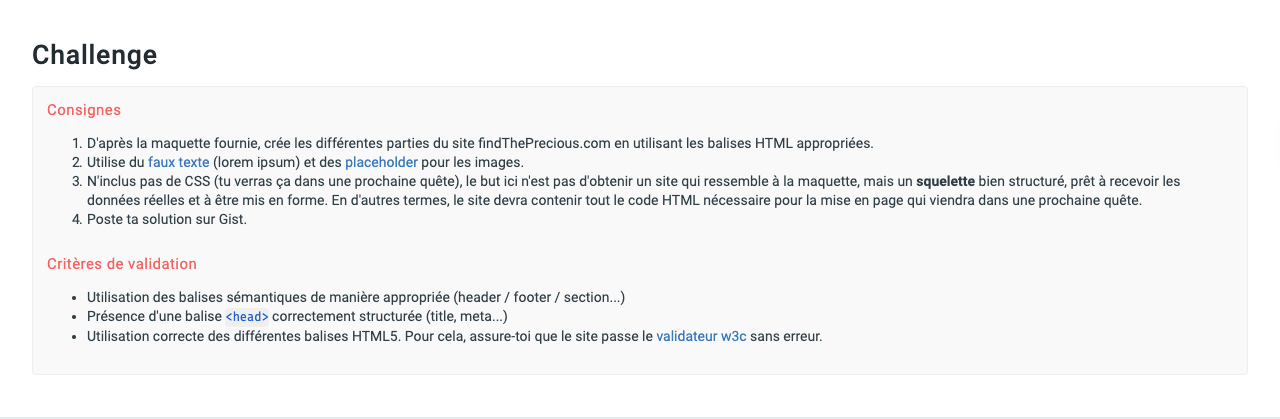 Challenge
Consignes
1. D'après la maquette fournie, crée les différentes parties du site findThePrecious.com en utilisant les balises HTML appropriées.
2. Utilise du faux texte (lorem ipsum) et des placeholder pour les images.
3. N'inclus pas de CSS (tu verras ça dans une prochaine quête), le but ici n'est pas d'obtenir un site qui ressemble à la maquette, mais un squelette bien structuré, prêt à recevoir les
données réelles et à être mis en forme. En d'autres termes, le site devra contenir tout le code HTML nécessaire pour la mise en page qui viendra dans une prochaine quête.
4. Poste ta solution sur Gist.
Critères de validation
• Utilisation des balises sémantiques de manière appropriée (header / footer / section...)
• Présence d'une balise <head> correctement structurée (title, meta...)
• Utilisation correcte des différentes balises HTML5. Pour cela, assure-toi que le site passe le validateur w3c sans erreur.